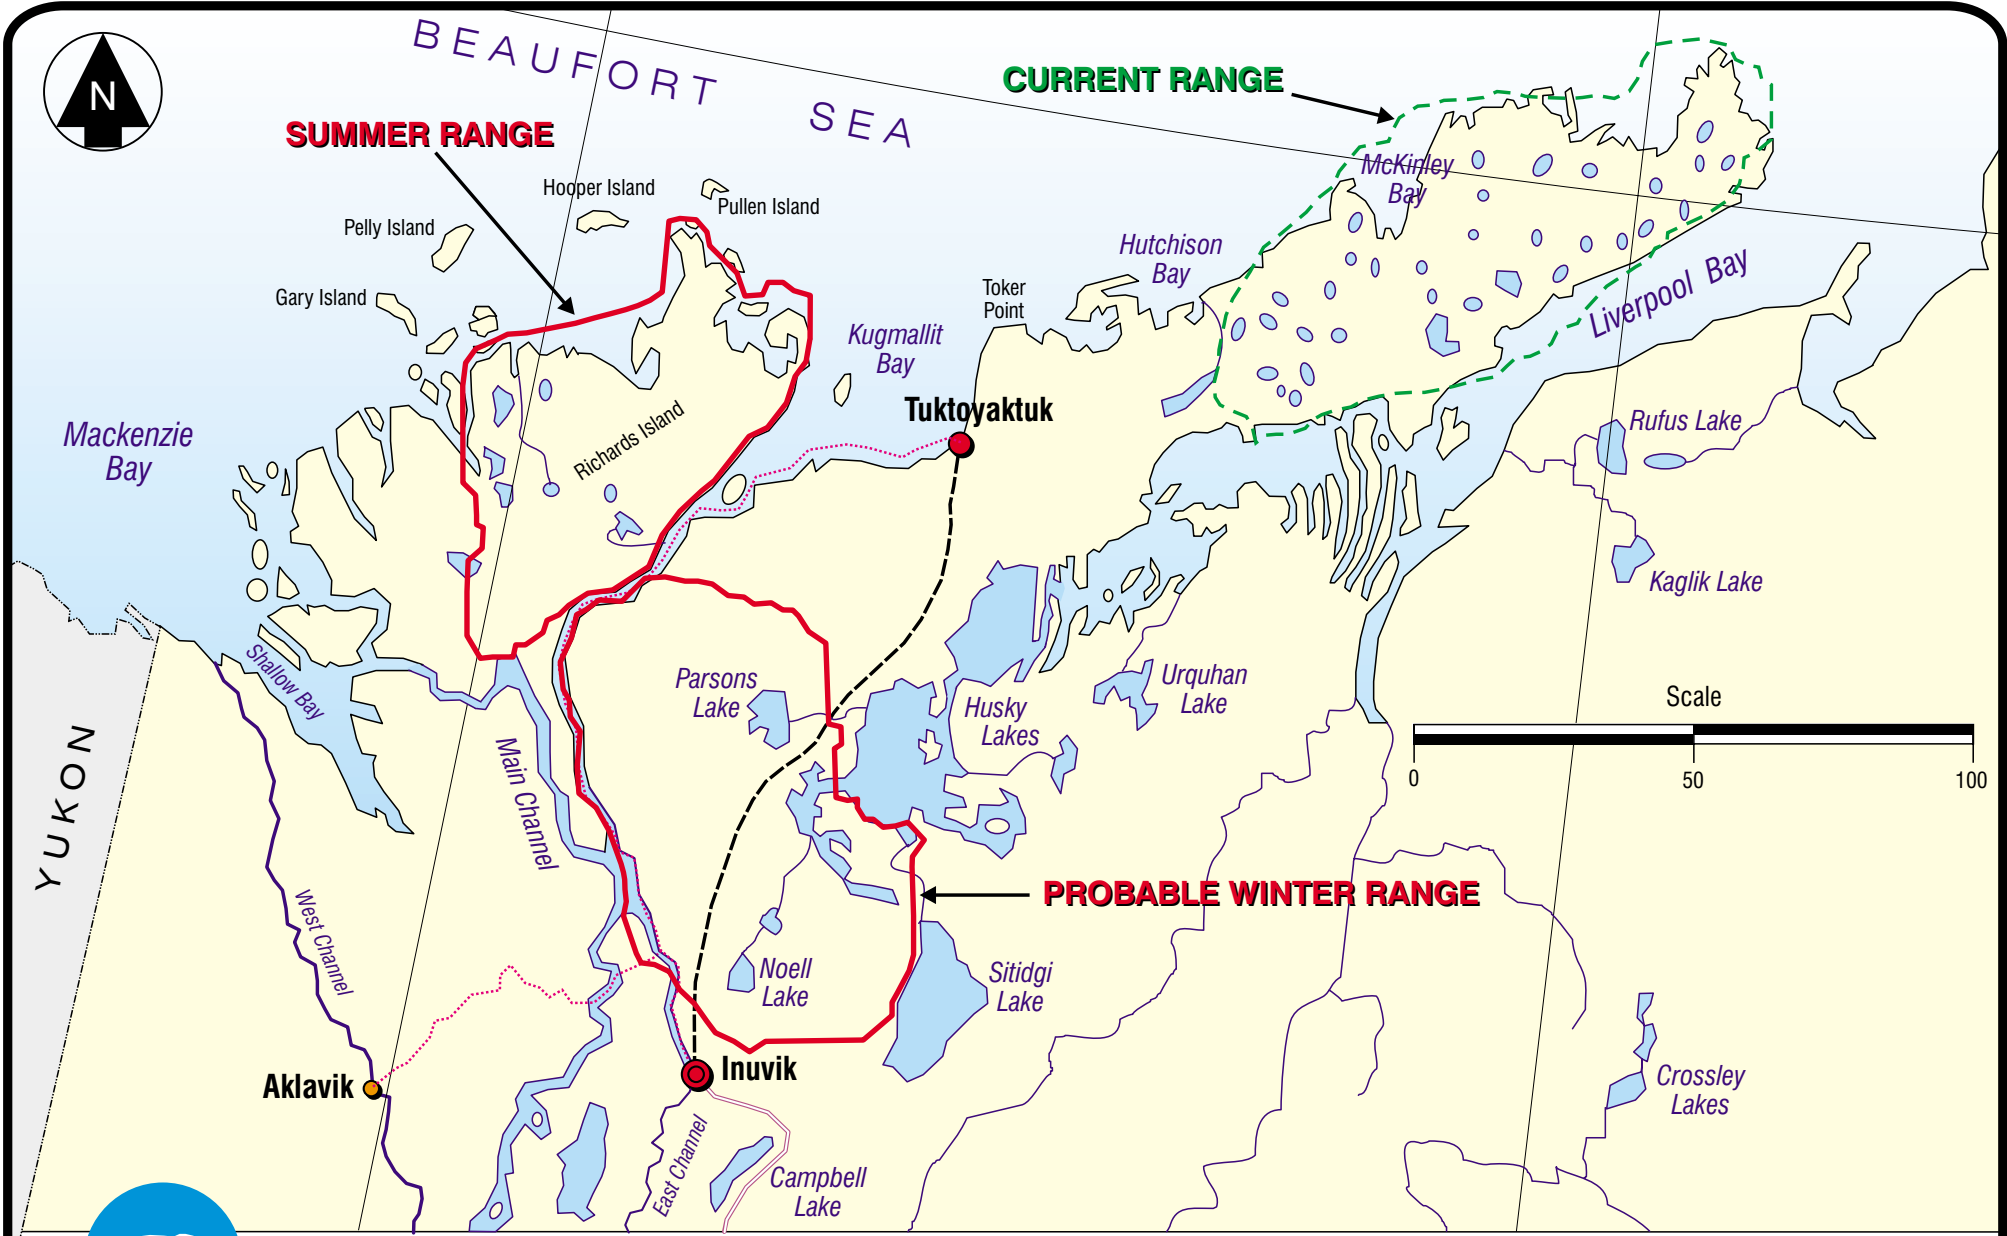 BEAUFORT SEA
N
CURRENT RANGE
SUMMER RANGE
McKinley
Bay
Hooper Island
Pullen Island
Pelly Island
Hutchison
Bay
Gary Island
Toker
Point
Liverpool Bay
Kugmallit
Bay
Tuktoyaktuk
Richards Island
Rufus Lake
Mackenzie
Bay
Kaglik Lake
Shallow Bay
Parsons
Lake
Urquhan
Lake
Husky
Lakes
Scale
0
50
100
YUKON
Main Channel
PROBABLE WINTER RANGE
West Channel
Noell
Lake
Sitidgi
Lake
Inuvik
Aklavik
Crossley
Lakes
East Channel
Campbell
Lake